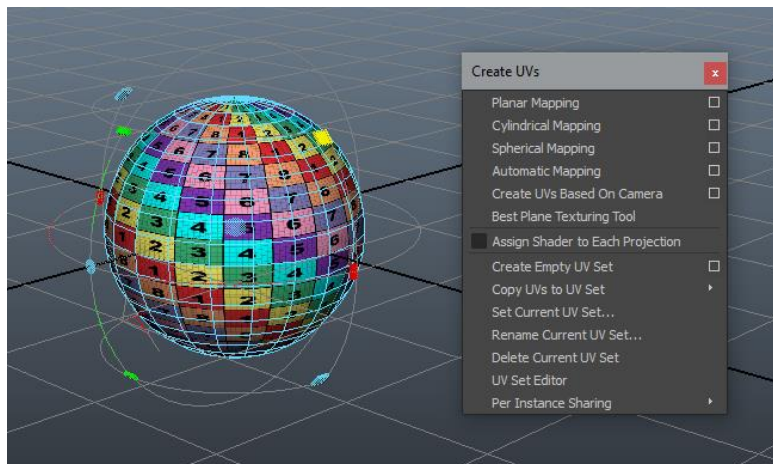 Create UVs
x
Planar Mapping
Cylindrical Mapping
Spherical Mapping
Automatic Mapping
Create UVs Based On Camera
Best Plane Texturing Tool
Assign Shader to Each Projection
Create Empty UV Set
Copy UVs to UV Set
Set Current UV Set...
Rename Current UV Set...
Delete Current UV Set
UV Set Editor
Per Instance Sharing